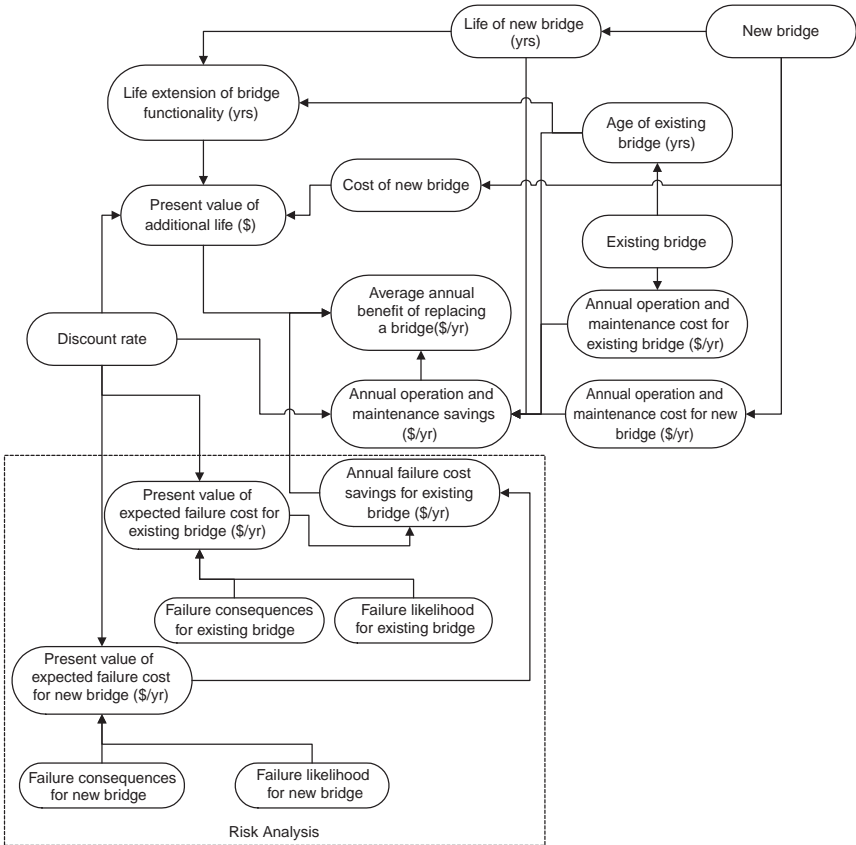 Life of new bridge
(yrs)
New bridge
Life extension of bridge
functionality (yrs)
Age of existing
bridge (yrs)
Cost of new bridge
Present value of
additional life ($)
Existing bridge
Average annual
benefit of replacing
a bridge($/yr)
Annual operation and
maintenance cost for
existing bridge ($/yr)
Discount rate
Annual operation and
maintenance savings
($/yr)
Annual operation and
maintenance cost for new
bridge ($/yr)
Annual failure cost
savings for existing
bridge ($/yr)
Present value of
expected failure cost for
existing bridge ($/yr)
Failure consequences
for existing bridge
Failure likelihood
for existing bridge
Present value of
expected failure cost
for new bridge ($/yr)
Failure consequences
for new bridge
Failure likelihood
for new bridge
Risk Analysis